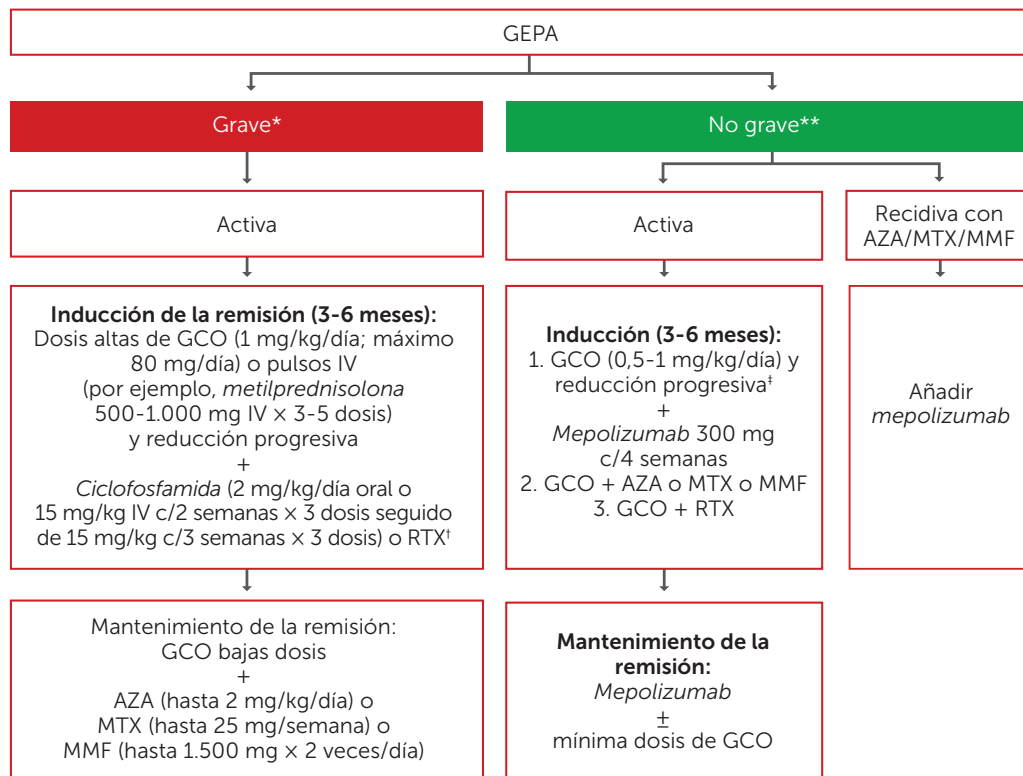 GEPA
Grave*
No grave**
Activa
Activa
Recidiva con
AZA/MTX/MMF
Inducción de la remisión (3-6 meses):
Dosis altas de GCO (1 mg/kg/día; máximo
80 mg/día) o pulsos IV
(por ejemplo, metilprednisolona
500-1.000 mg IV × 3-5 dosis)
y reducción progresiva
+
Ciclofosfamida (2 mg/kg/día oral o
15 mg/kg IV c/2 semanas × 3 dosis seguido
de 15 mg/kg c/3 semanas × 3 dosis) o RTX†
Inducción (3-6 meses):
1. GCO (0,5-1 mg/kg/día) y
reducción progresiva‡
+
Mepolizumab 300 mg
c/4 semanas
2. GCO + AZA o MTX o MMF
3. GCO + RTX
Añadir
mepolizumab
Mantenimiento de la remisión:
GCO bajas dosis
+
AZA (hasta 2 mg/kg/día) o
MTX (hasta 25 mg/semana) o
MMF (hasta 1.500 mg × 2 veces/día)
Mantenimiento de la
remisión:
Mepolizumab
±
mínima dosis de GCO